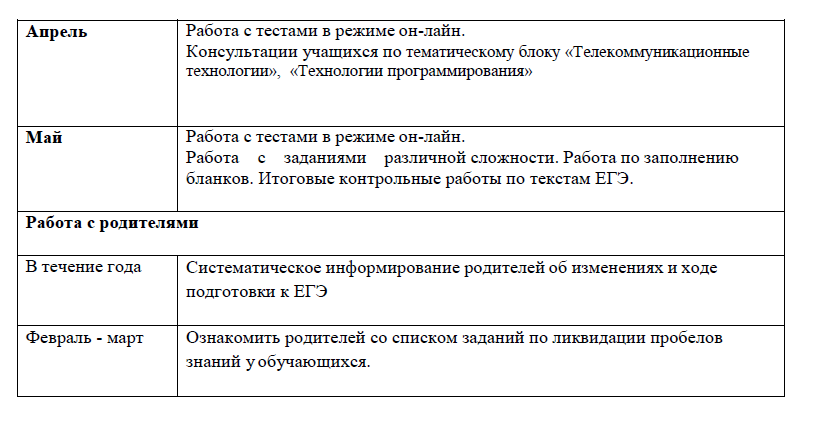 Апрель
Работа с тестами в режиме он-лайн.
Консультации учащихся по тематическому блоку «Телекоммуникационные
технологии», «Технологии программирования»
Май
Работа с тестами в режиме он-лайн.
Работа с заданиями различной сложности. Работа по заполнению
бланков. Итоговые контрольные работы по текстам ЕГЭ.
Работа с родителями
В течение года
Систематическое информирование родителей об изменениях и ходе
подготовки к ЕГЭ
Февраль - март
Ознакомить родителей со списком заданий по ликвидации пробелов
знаний у обучающихся.